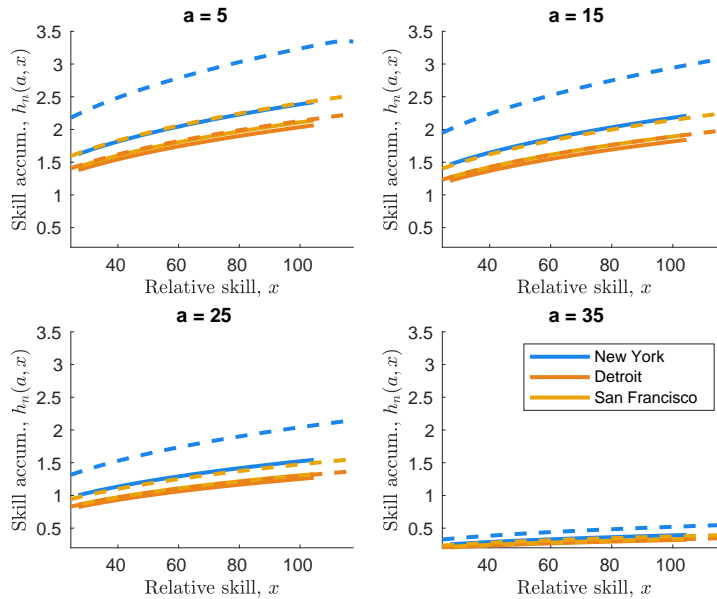 a = 5
Skill accum., hₙ(a, x)
3.5
3
2.5
2
1.5
1
0.5
40 60 80 100
Relative skill, x
a = 15
Skill accum., hₙ(a, x)
3.5
3
2.5
2
1.5
1
0.5
40 60 80 100
Relative skill, x
a = 25
Skill accum., hₙ(a, x)
3.5
3
2.5
2
1.5
1
0.5
40 60 80 100
Relative skill, x
a = 35
Skill accum., hₙ(a, x)
3.5
3
2.5
2
1.5
1
0.5
New York
Detroit
San Francisco
40 60 80 100
Relative skill, x